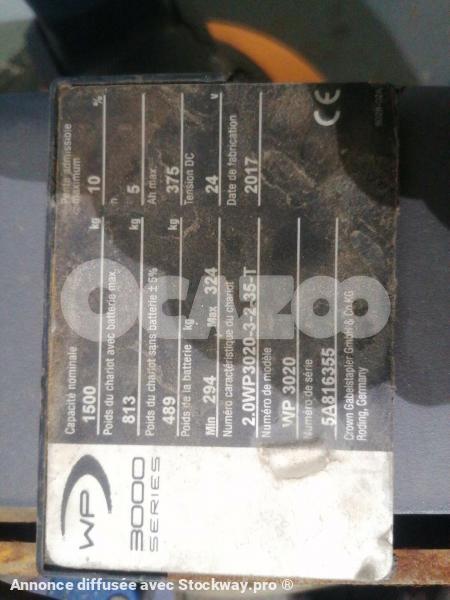 WP
3000
SERIES
Capacité nominale
1500 kg
Pente admissible
maximum
10 %
Poids du chariot avec batterie max.
813 kg
n
5
Poids du chariot sans batterie ± 5%
489 kg
Ah max.
375
Poids de la batterie kg
Min 294 Max 324
Tension DC
24 V
Numéro caractéristique du chariot
2.0WP3020-3-2-35-T
Date de fabrication
2017
Numéro de modèle
WP 3020
Numéro de série
5A816355
Crown Gabelstapler GmbH & Co.KG
Roding, Germany
CE
OCAZOO
Annonce diffusée avec Stockway.pro ®